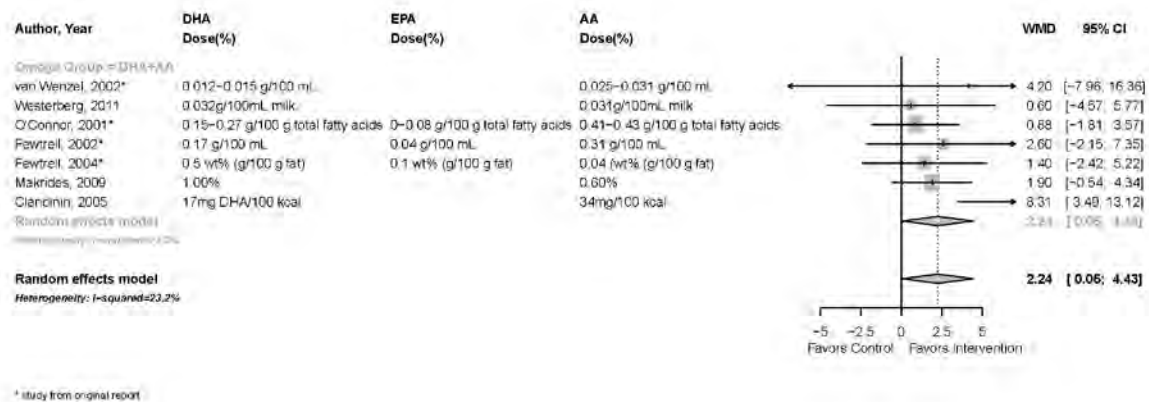 Author, Year DHA Dose(%) EPA Dose(%) AA Dose(%) WMD 95% CI
Omega Group = DHA+AA
van Wenzel, 2002* 0.012-0.015 g/100 mL 0.025-0.031 g/100 mL 4.20 [-7.96; 16.36]
Westerberg, 2011 0.032g/100mL milk 0.031g/100mL milk 0.60 [-4.57; 5.77]
O'Connor, 2001* 0.15-0.27 g/100 g total fatty acids 0-0.08 g/100 g total fatty acids 0.41-0.43 g/100 g total fatty acids 0.88 [-1.81; 3.57]
Fewtrell, 2002* 0.17 g/100 mL 0.04 g/100 mL 0.31 g/100 mL 2.60 [-2.15; 7.35]
Fewtrell, 2004* 0.5 wt% (g/100 g fat) 0.1 wt% (g/100 g fat) 0.04 (wt% (g/100 g fat) 1.40 [-2.42; 5.22]
Makrides, 2009 1.00% 0.60% 1.90 [-0.54; 4.34]
Clandinin, 2005 17mg DHA/100 kcal 34mg/100 kcal 8.31 [ 3.49; 13.12]
Random effects model 2.24 [ 0.05;
Random effects model 2.24 [ 0.05; 4.43]
Heterogeneity: I-squared=23.2%
-5 -2.5 0 2.5 5
Favors Control Favors Intervention
* study from original report